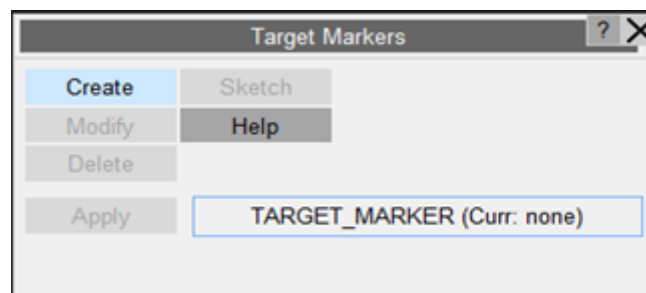 Target Markers ?
Create Sketch
Modify Help
Delete
Apply TARGET_MARKER (Curr: none)